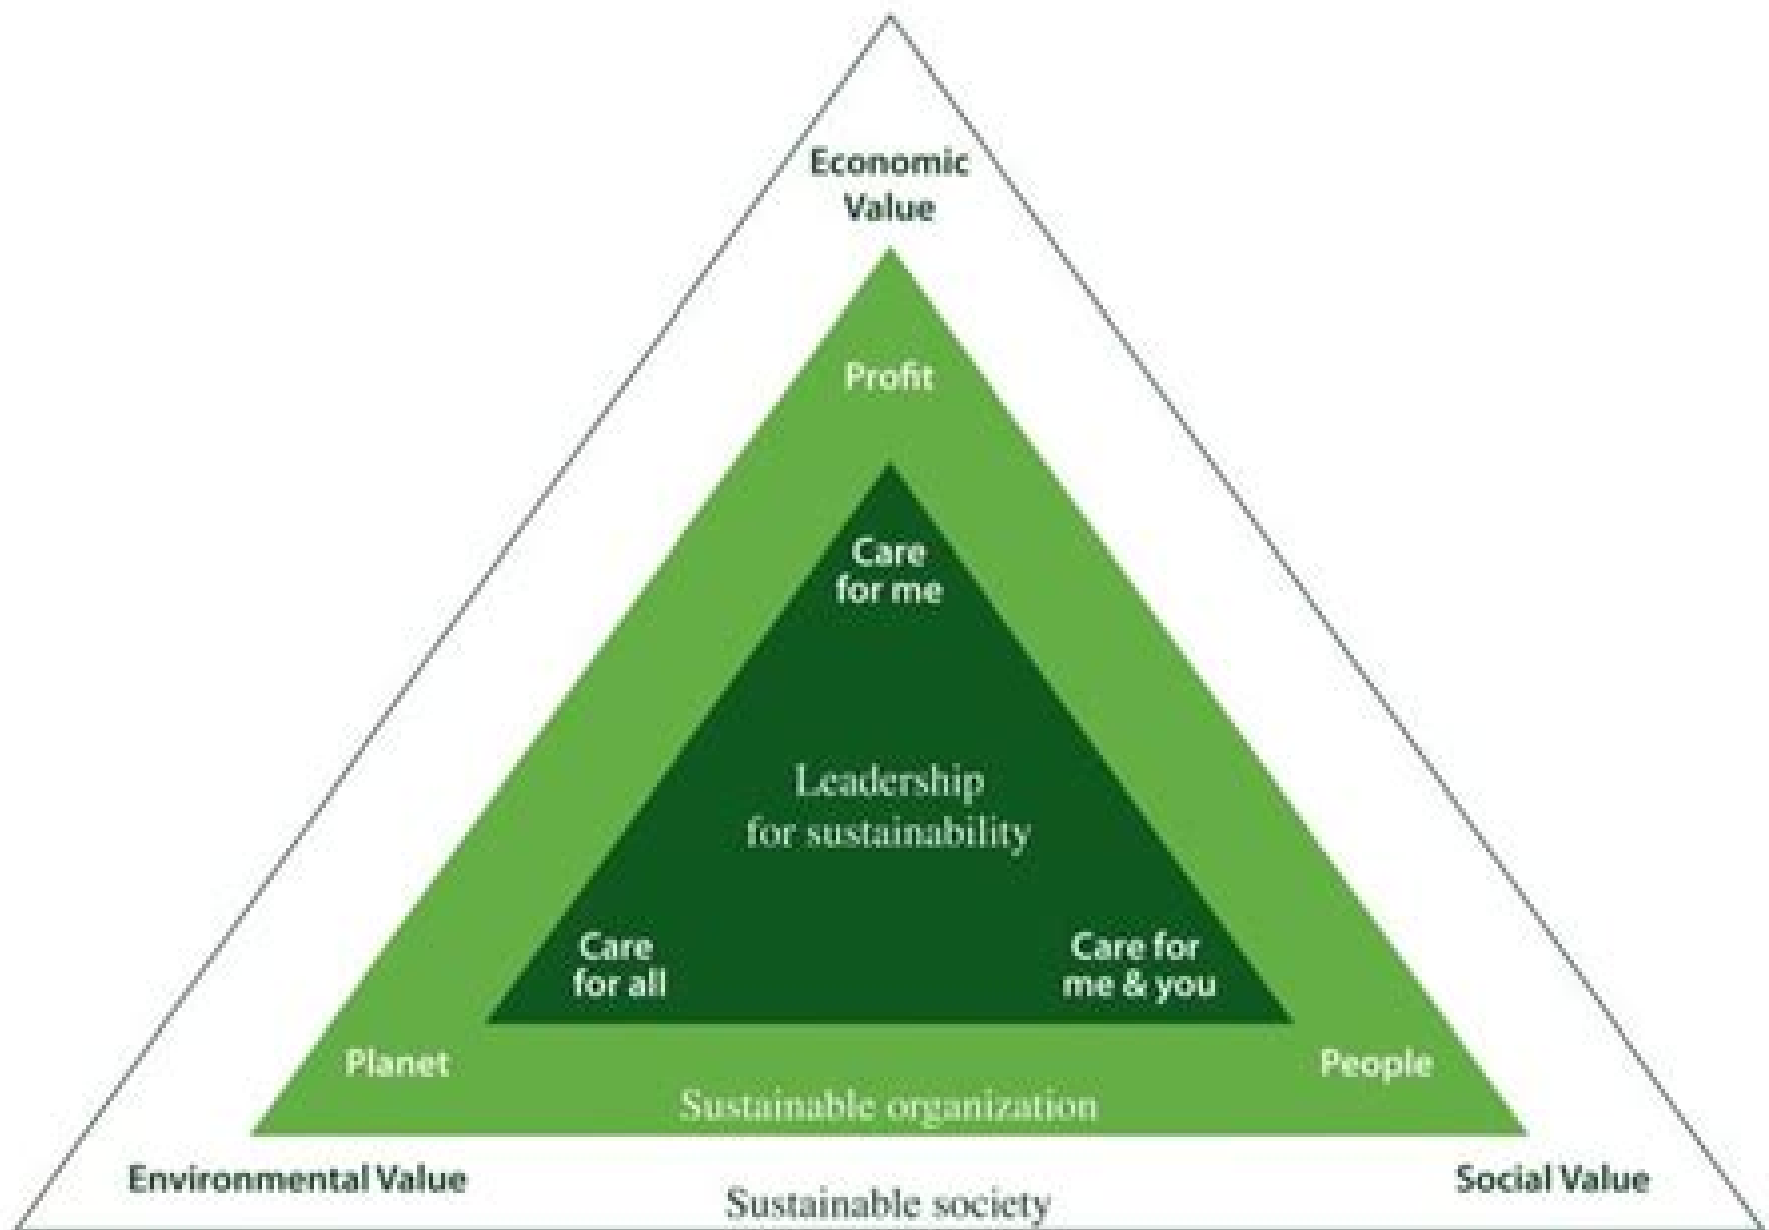 Economic
Value
Profit
Care
for me
Leadership
for sustainability
Care
for all
Care for
me & you
Planet
People
Sustainable organization
Environmental Value
Social Value
Sustainable society